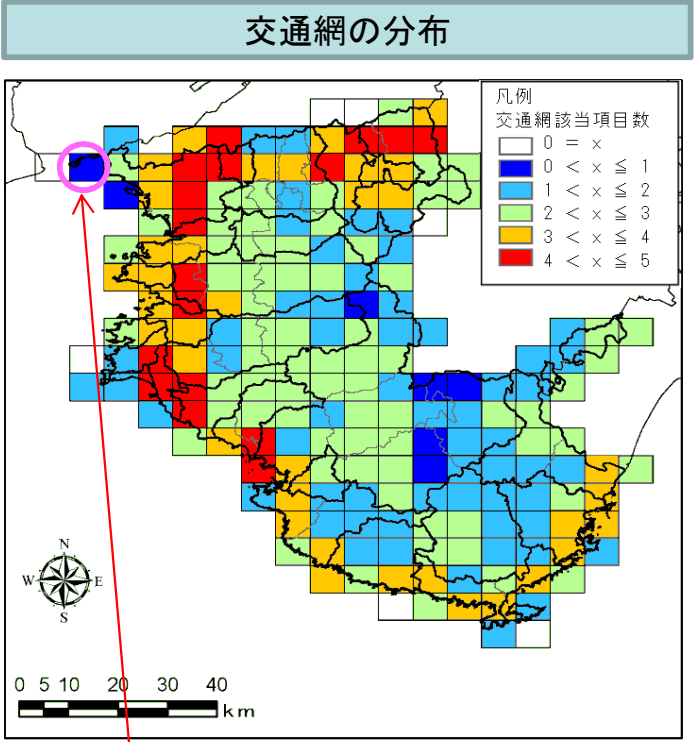 交通網の分布
凡例
交通網該当項目数
0 = x
0 < x ≦ 1
1 < x ≦ 2
2 < x ≦ 3
3 < x ≦ 4
4 < x ≦ 5
N
W E
S
0 5 10 20 30 40
km